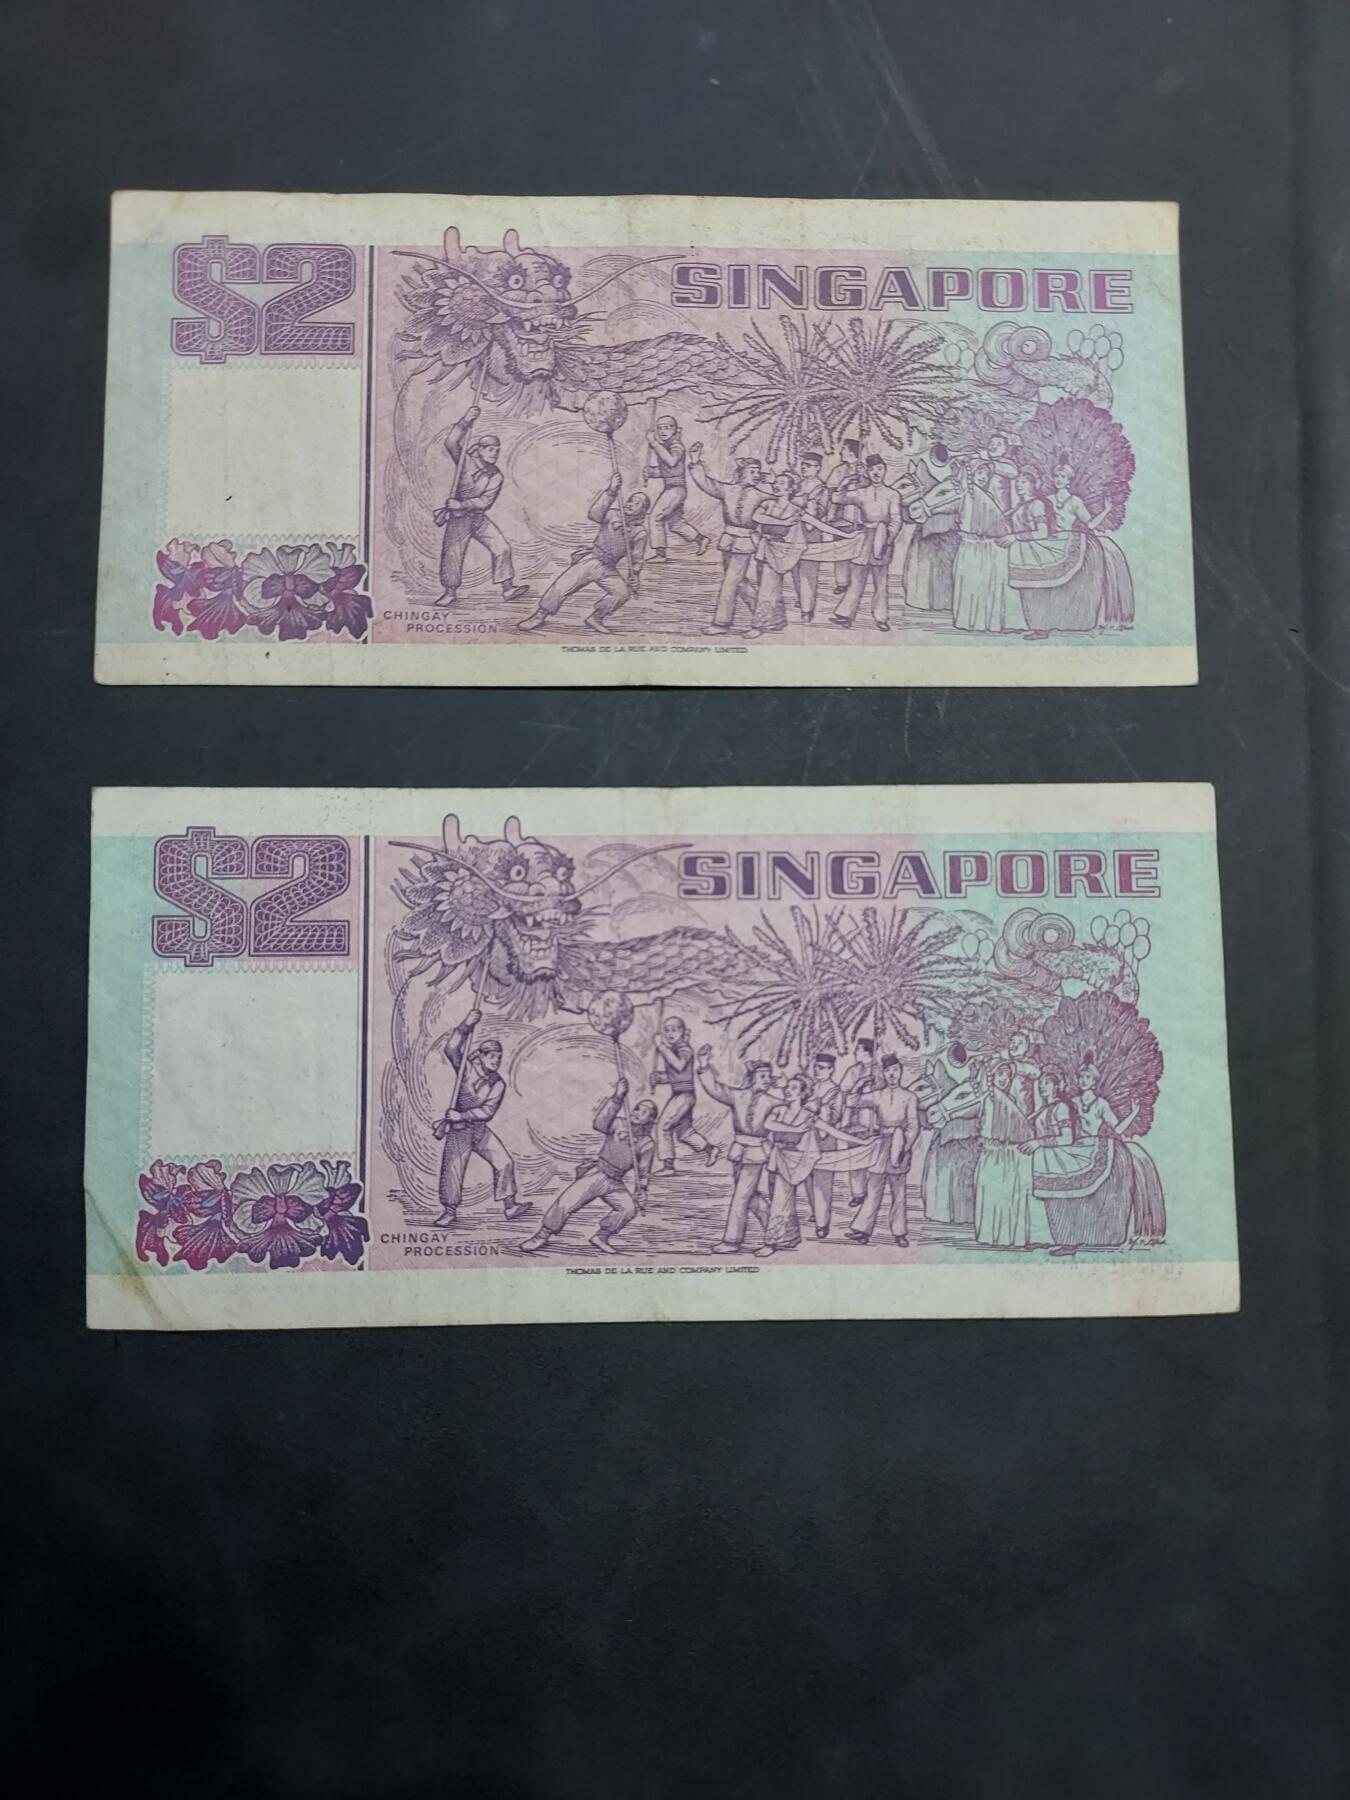 $2
SINGAPORE
CHINGAY
PROCESSION
THOMAS DE LA RUE AND COMPANY LIMITED.
$2
SINGAPORE
CHINGAY
PROCESSION
THOMAS DE LA RUE AND COMPANY LIMITED